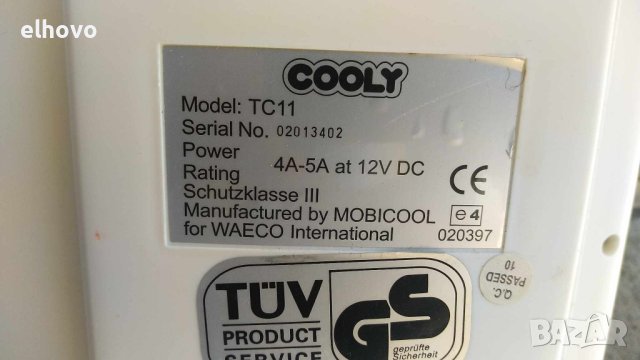 elhovo
COOLY
Model: TC11
Serial No. 02013402
Power
Rating 4A-5A at 12V DC
Schutzklasse III
Manufactured by MOBICOOL
for WAECO International
CE
e4
020397
Q.C.
PASSED
10
TÜV
PRODUCT
SERVICE
GS
geprüfte
Sicherheit
BAZAR